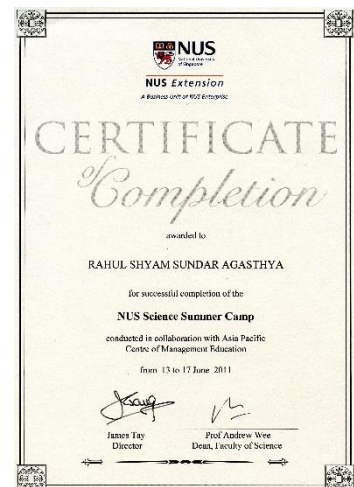 NUS
National University
of Singapore
NUS Extension
A Business Unit of NUS Enterprise
CERTIFICATE
of Completion
awarded to
RAHUL SHYAM SUNDAR AGASTHYA
for successful completion of the
NUS Science Summer Camp
conducted in collaboration with Asia Pacific
Centre of Management Education
from 13 to 17 June 2011
James Tay
Director
Prof Andrew Wee
Dean, Faculty of Science